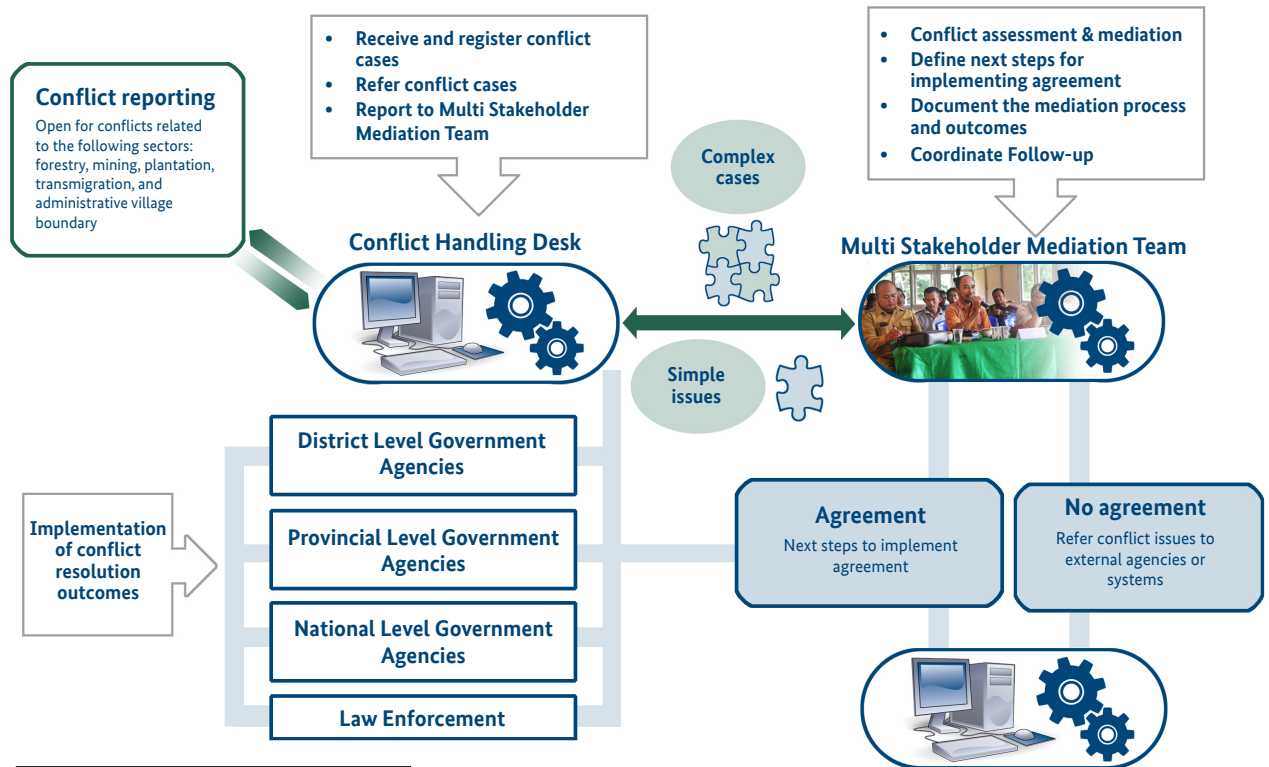 Conflict reporting
Open for conflicts related
to the following sectors:
forestry, mining, plantation,
transmigration, and
administrative village
boundary
• Receive and register conflict
cases
• Refer conflict cases
• Report to Multi Stakeholder
Mediation Team
Complex
cases
• Conflict assessment & mediation
• Define next steps for
implementing agreement
• Document the mediation process
and outcomes
• Coordinate Follow-up
Conflict Handling Desk
Multi Stakeholder Mediation Team
Simple
issues
District Level Government
Agencies
Provincial Level Government
Agencies
National Level Government
Agencies
Law Enforcement
Implementation
of conflict
resolution
outcomes
Agreement
Next steps to implement
agreement
No agreement
Refer conflict issues to
external agencies or
systems